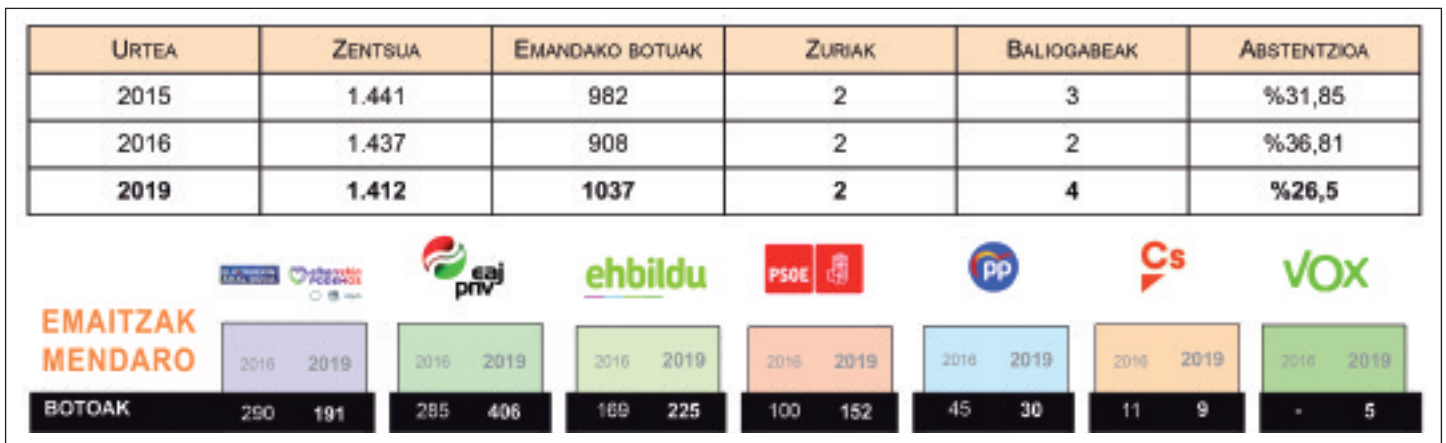 URTEA ZENTSUA EMANDAKO BOTUAK ZURIAK BALIOGABEAK ABSTENTZIOA
2015 1.441 982 2 3 %31,85
2016 1.437 908 2 2 %36,81
2019 1.412 1037 2 4 %26,5
PODEMOS eaj pnv ehbildu PSOE PP Cs VOX
EMAITZAK
MENDARO
2016 2019 2016 2019 2016 2019 2016 2019 2016 2019 2016 2019 2016 2019
BOTOAK 290 191 285 406 169 225 100 152 45 30 11 9 - 5